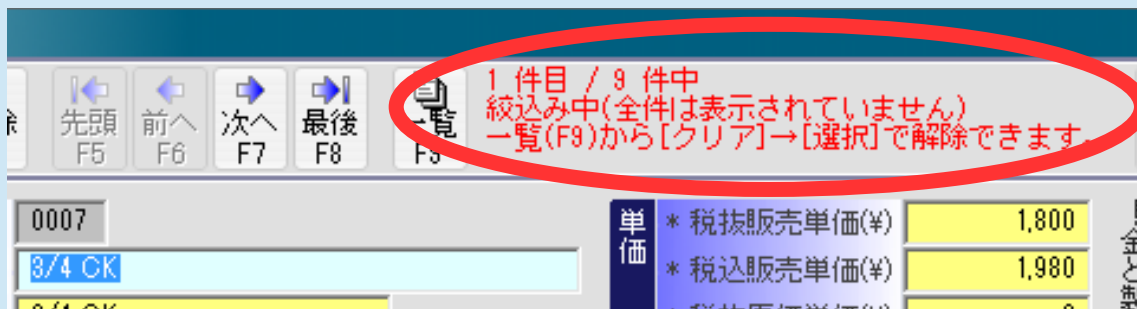 先頭
F5
前へ
F6
次へ
F7
最後
F8
一覧
F9
1 件目 / 9 件中
絞込み中(全件は表示されていません)
一覧(F9)から[クリア]→[選択]で解除できます。
0007
3/4 CK
単価
* 税抜販売単価(¥)
1,800
* 税込販売単価(¥)
1,980